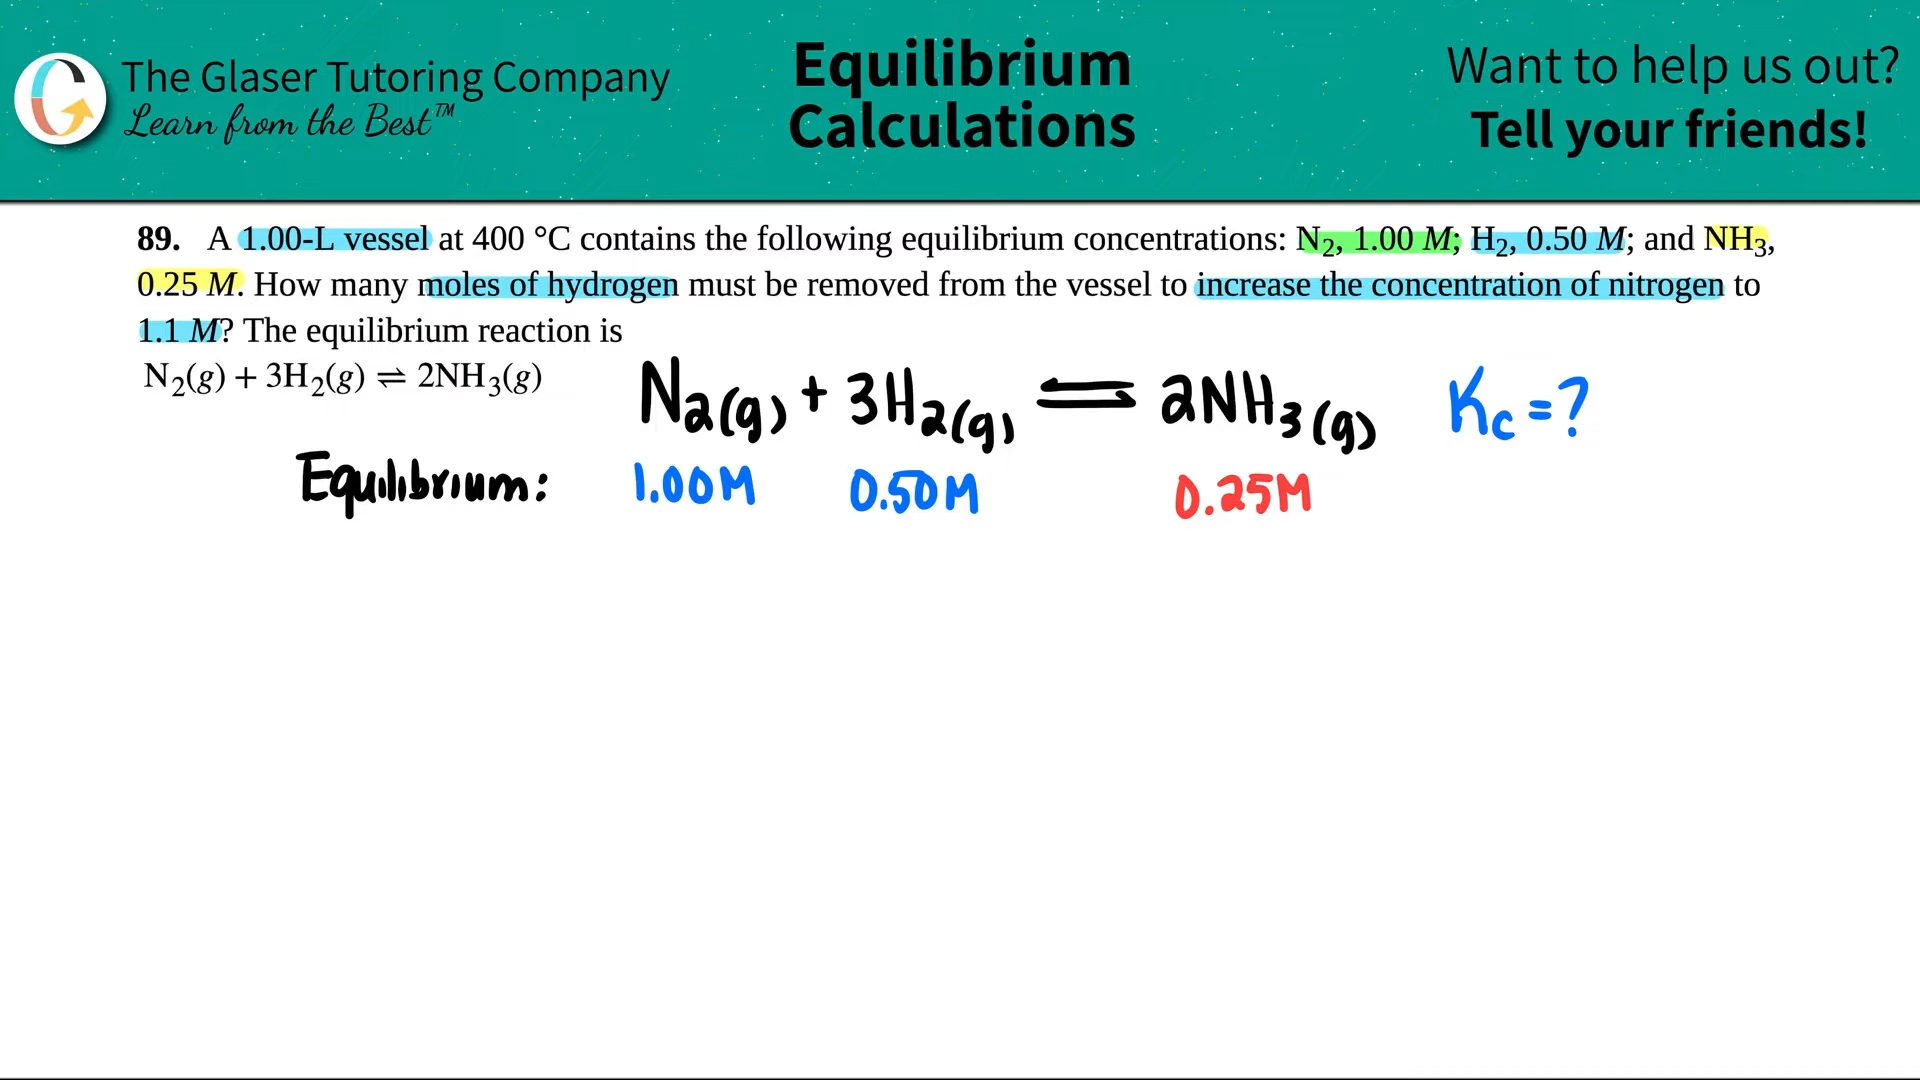 The Glaser Tutoring Company
Learn from the Best™
Equilibrium
Calculations
Want to help us out?
Tell your friends!
89. A 1.00-L vessel at 400 °C contains the following equilibrium concentrations: N₂, 1.00 M; H₂, 0.50 M; and NH₃,
0.25 M. How many moles of hydrogen must be removed from the vessel to increase the concentration of nitrogen to
1.1 M? The equilibrium reaction is
N₂(g) + 3H₂(g) ⇌ 2NH₃(g)
N₂(g) + 3H₂(g) ⇌ 2NH₃(g) Kc = ?
Equilibrium: 1.00M 0.50M 0.25M